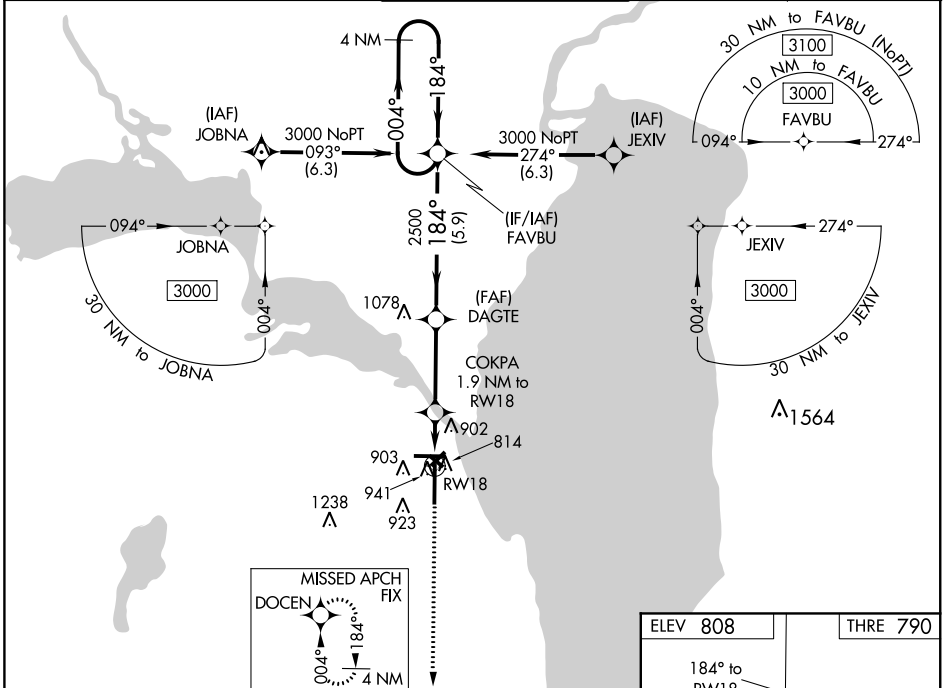 4 NM
184°
004°
(IAF)
JOBNA
3000 NoPT
093°
(6.3)
3000 NoPT
274°
(6.3)
(IAF)
JEXIV
(IF/IAF)
FAVBU
2500
184°
(5.9)
30 NM to FAVBU (NoPT)
3100
10 NM to FAVBU
3000
FAVBU
094°
274°
094°
JOBNA
3000
004°
30 NM to JOBNA
274°
JEXIV
3000
004°
30 NM to JEXIV
1078
(FAF)
DAGTE
COKPA
1.9 NM to
RW18
902
814
903
RW18
941
1238
923
1564
MISSED APCH
FIX
DOCEN
184°
004°
4 NM
ELEV 808
THRE 790
184° to
RW18